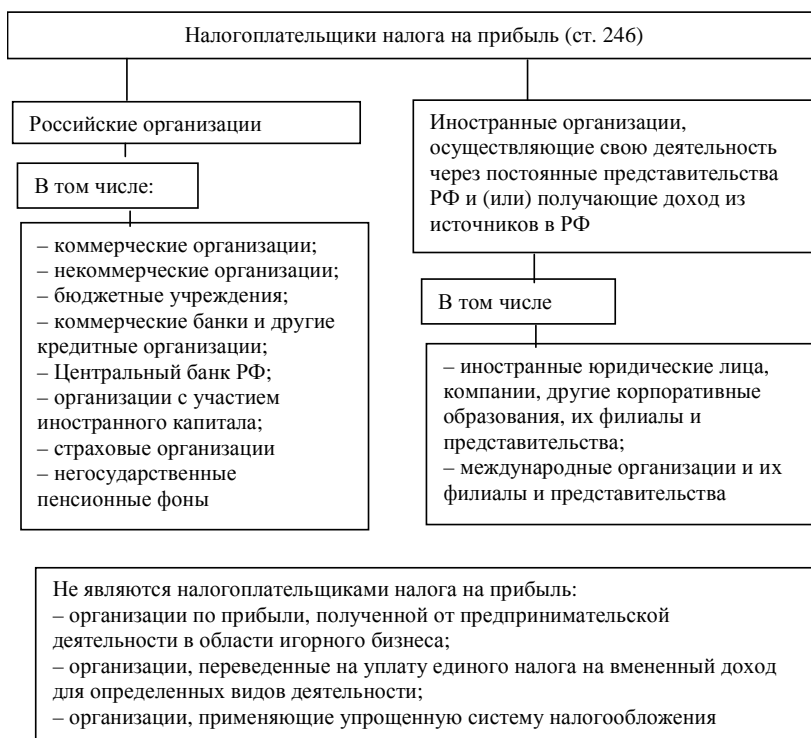 Налогоплательщики налога на прибыль (ст. 246)
Российские организации
В том числе:
– коммерческие организации;
– некоммерческие организации;
– бюджетные учреждения;
– коммерческие банки и другие
кредитные организации;
– Центральный банк РФ;
– организации с участием
иностранного капитала;
– страховые организации
– негосударственные
пенсионные фоны
Иностранные организации,
осуществляющие свою деятельность
через постоянные представительства
РФ и (или) получающие доход из
источников в РФ
В том числе
– иностранные юридические лица,
компании, другие корпоративные
образования, их филиалы и
представительства;
– международные организации и их
филиалы и представительства
Не являются налогоплательщиками налога на прибыль:
– организации по прибыли, полученной от предпринимательской
деятельности в области игорного бизнеса;
– организации, переведенные на уплату единого налога на вмененный доход
для определенных видов деятельности;
– организации, применяющие упрощенную систему налогообложения